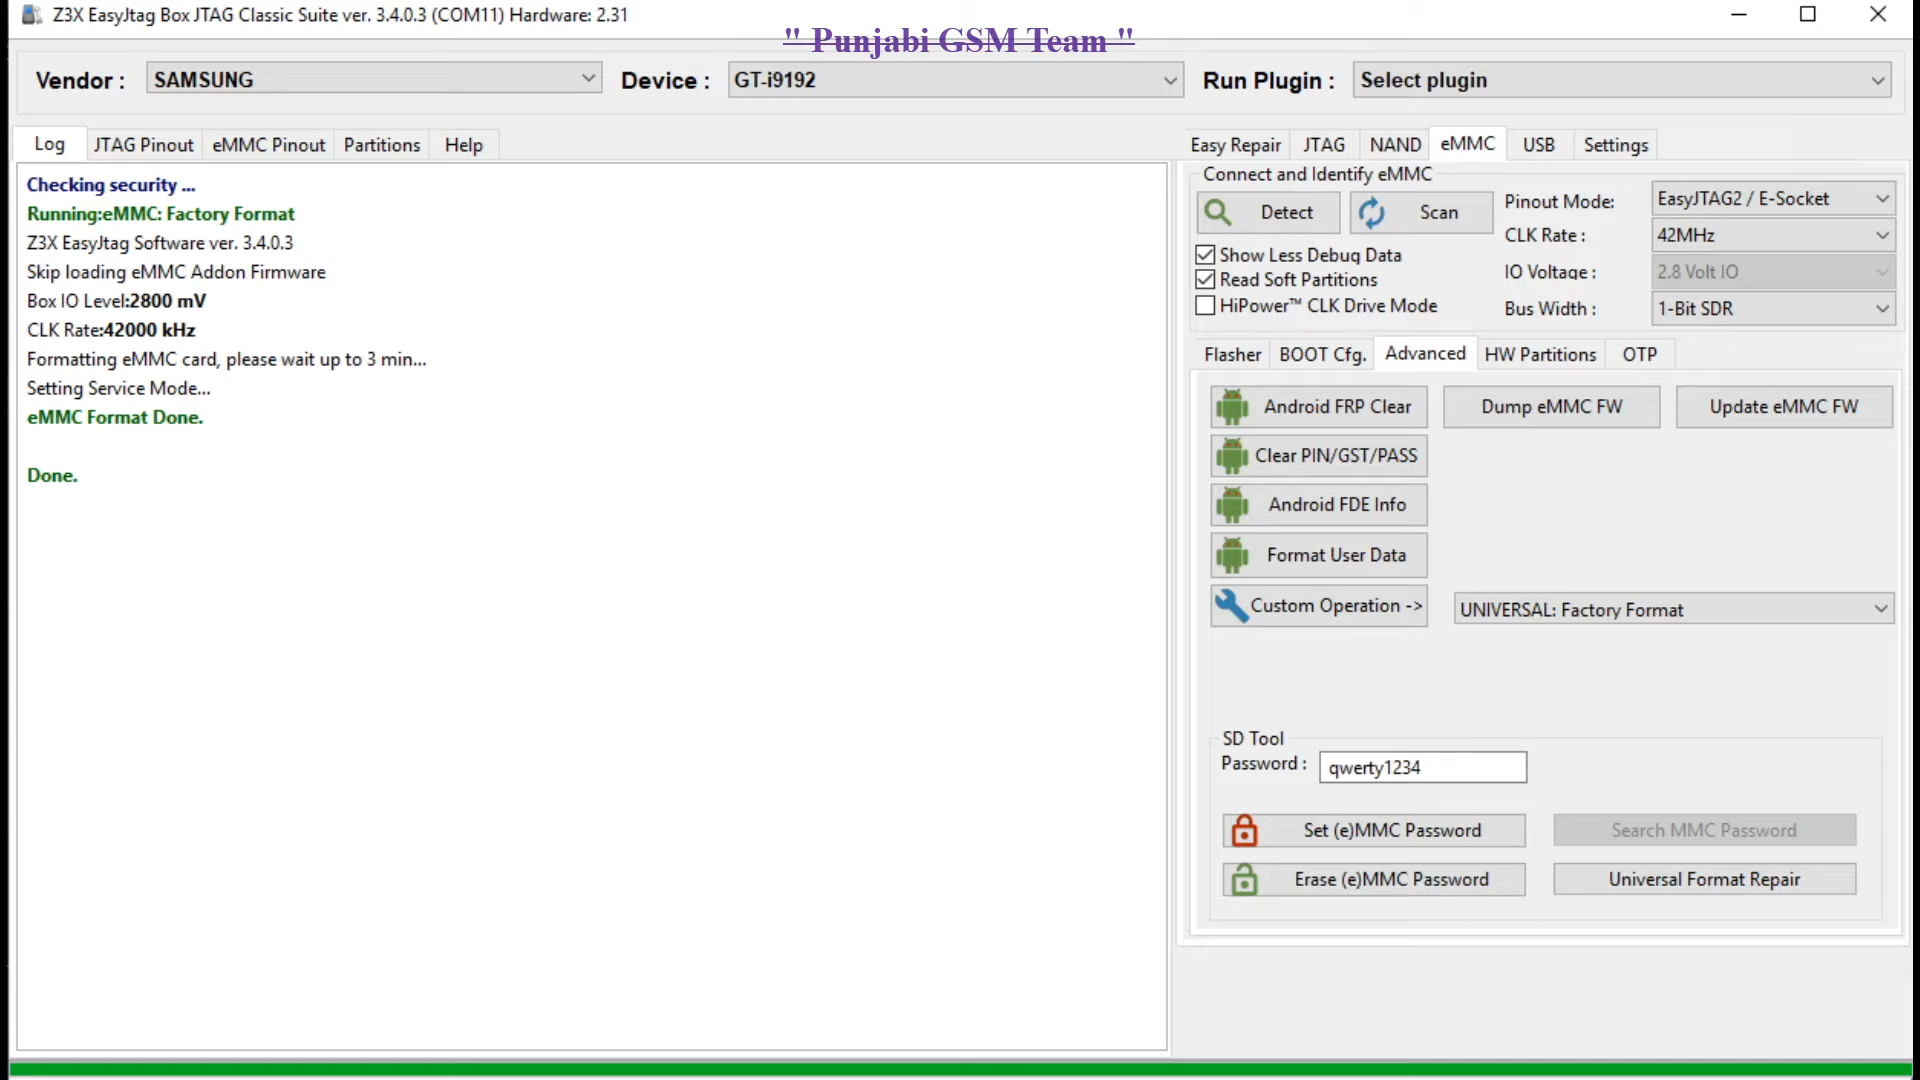 Z3X EasyJtag Box JTAG Classic Suite ver. 3.4.0.3 (COM11) Hardware: 2.31
" Punjabi GSM Team "
Vendor : SAMSUNG Device : GT-i9192 Run Plugin : Select plugin
Log JTAG Pinout eMMC Pinout Partitions Help
Checking security ...
Running:eMMC: Factory Format
Z3X EasyJtag Software ver. 3.4.0.3
Skip loading eMMC Addon Firmware
Box IO Level:2800 mV
CLK Rate:42000 kHz
Formatting eMMC card, please wait up to 3 min...
Setting Service Mode...
eMMC Format Done.
Done.
Easy Repair JTAG NAND eMMC USB Settings
Connect and Identify eMMC
Detect Scan
Pinout Mode: EasyJTAG2 / E-Socket
CLK Rate : 42MHz
Show Less Debug Data
Read Soft Partitions
IO Voltage : 2.8 Volt IO
HiPower™ CLK Drive Mode
Bus Width : 1-Bit SDR
Flasher BOOT Cfg. Advanced HW Partitions OTP
Android FRP Clear Dump eMMC FW Update eMMC FW
Clear PIN/GST/PASS
Android FDE Info
Format User Data
Custom Operation -> UNIVERSAL: Factory Format
SD Tool
Password : qwerty1234
Set (e)MMC Password Search MMC Password
Erase (e)MMC Password Universal Format Repair